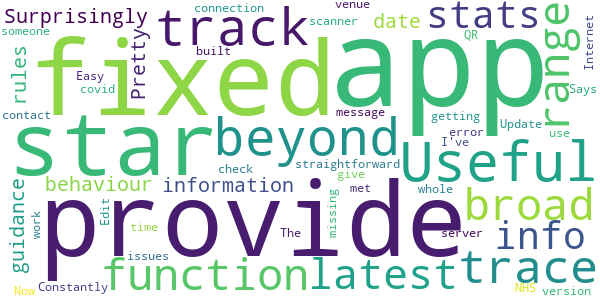 Surprisingly
connection
scanner
venue
someone
track
date
stats
QR
built
Internet
rules
fixed
Pretty
Easy
app
range
Says
covid
message
contact
getting
Update
error
use
star
beyond
I've
Useful
check
straightforward
guidance
behaviour
information
give
met
whole
provide
broad
work
Edit
missing
time
The
server
info
issues
function
latest
trace
Now
Constantly
NHS
version